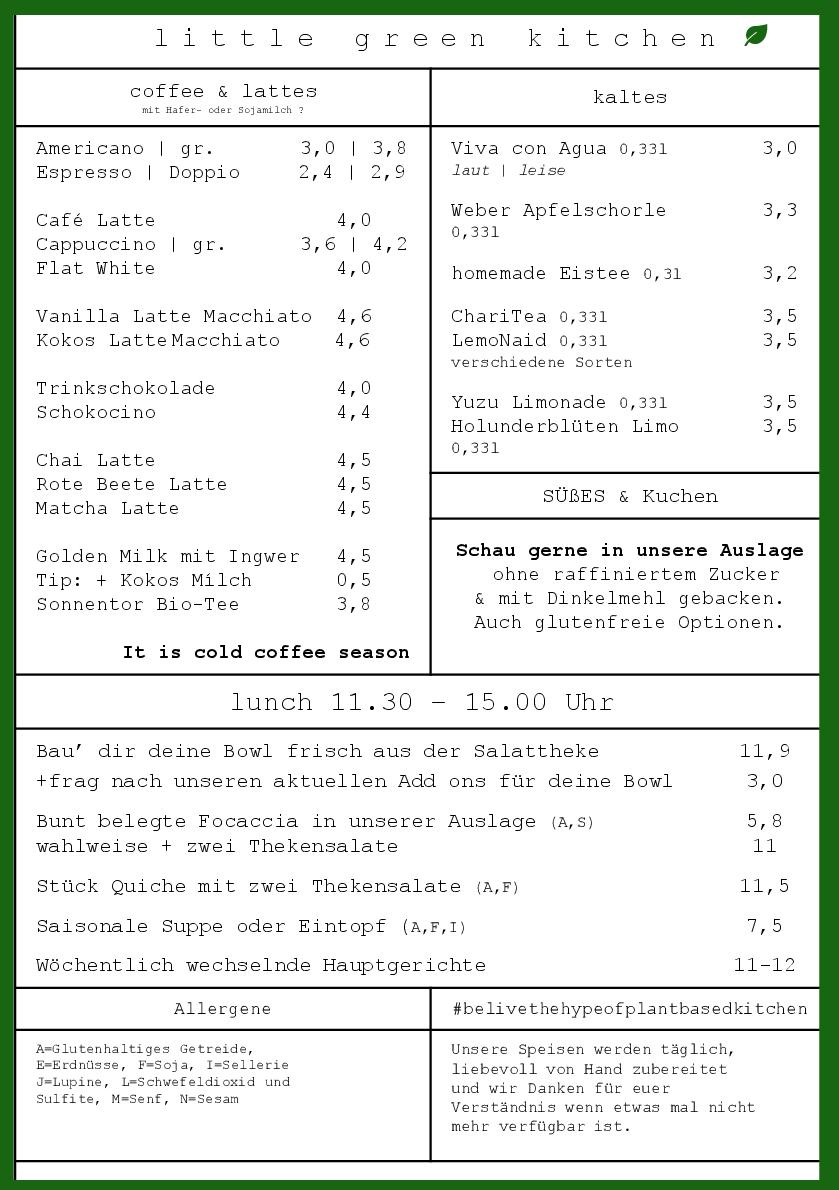 little green kitchen
coffee & lattes
mit Hafer- oder Sojamilch ?
Americano | gr. 3,0 | 3,8
Espresso | Doppio 2,4 | 2,9
Café Latte 4,0
Cappuccino | gr. 3,6 | 4,2
Flat White 4,0
Vanilla Latte Macchiato 4,6
Kokos Latte Macchiato 4,6
Trinkschokolade 4,0
Schokocino 4,4
Chai Latte 4,5
Rote Beete Latte 4,5
Matcha Latte 4,5
Golden Milk mit Ingwer 4,5
Tip: + Kokos Mílch 0,5
Sonnentor Bio-Tee 3,8
It is cold coffee season
kaltes
Viva con Agua 0,33l 3,0
laut | leise
Weber Apfelschorle 3,3
0,33l
homemade Eistee 0,3l 3,2
ChariTea 0,33l 3,5
LemoNaid 0,33l 3,5
verschiedene Sorten
Yuzu Limonade 0,33l 3,5
Holunderblüten Limo 3,5
0,33l
SÜßES & Kuchen
Schau gerne in unsere Auslage
ohne raffiniertem Zucker
& mit Dinkelmehl gebacken.
Auch glutenfreie Optionen.
lunch 11.30 – 15.00 Uhr
Bau’ dir deine Bowl frisch aus der Salattheke 11,9
+frag nach unseren aktuellen Add ons für deine Bowl 3,0
Bunt belegte Focaccia in unserer Auslage (A,S) 5,8
wahlweise + zwei Thekensalate 11
Stück Quiche mit zwei Thekensalate (A,F) 11,5
Saisonale Suppe oder Eintopf (A,F,I) 7,5
Wöchentlich wechselnde Hauptgerichte 11-12
Allergene
A=Glutenhaltiges Getreide,
E=Erdnüsse, F=Soja, I=Sellerie
J=Lupine, L=Schwefeldioxid und
Sulfite, M=Senf, N=Sesam
#belivethehypeofplantbasedkitchen
Unsere Speisen werden täglich,
liebevoll von Hand zubereitet
und wir Danken für euer
Verständnis wenn etwas mal nicht
mehr verfügbar ist.